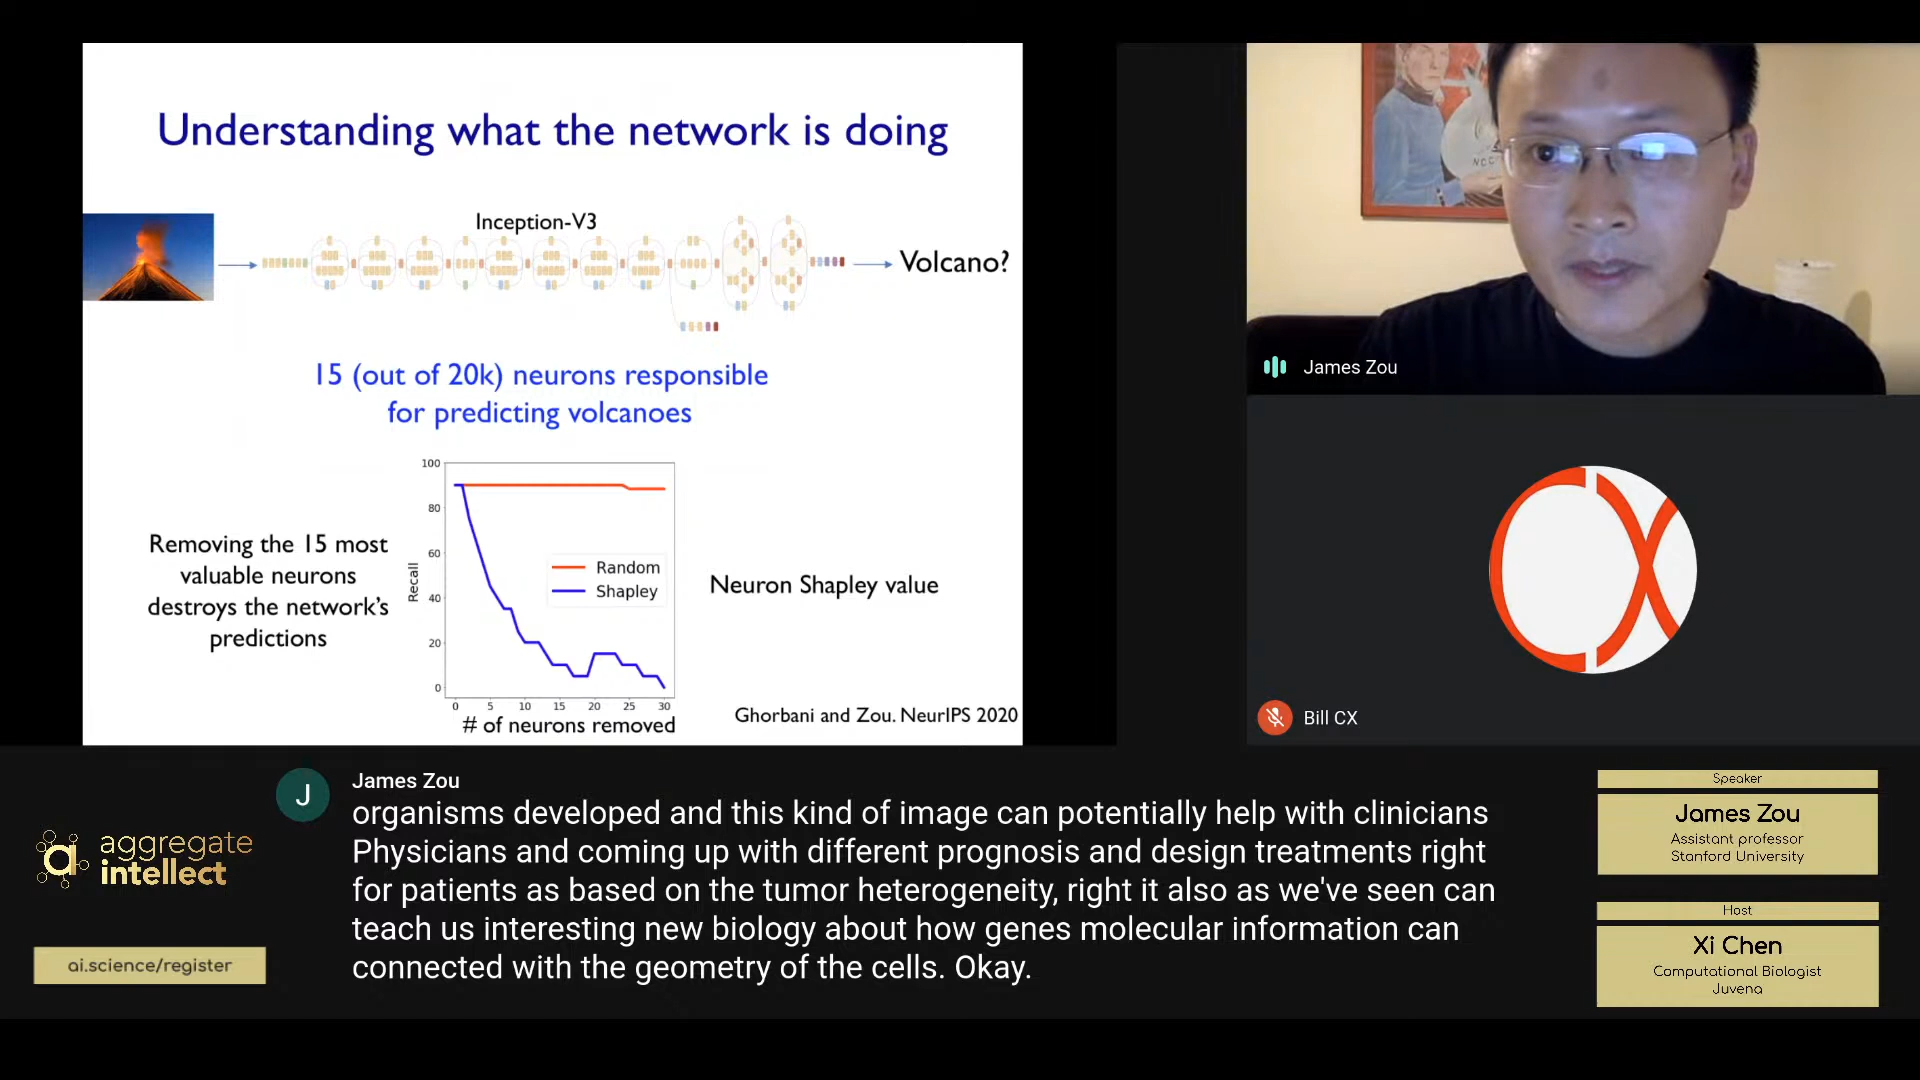 Understanding what the network is doing
Inception-V3
Volcano?
15 (out of 20k) neurons responsible
for predicting volcanoes
Removing the 15 most
valuable neurons
destroys the network's
predictions
100
80
60
40
20
0
Recall
Random
Shapley
0 5 10 15 20 25 30
# of neurons removed
Neuron Shapley value
Ghorbani and Zou. NeurIPS 2020
NCC
James Zou
Bill CX
aggregate
intellect
ai.science/register
J
James Zou
organisms developed and this kind of image can potentially help with clinicians
Physicians and coming up with different prognosis and design treatments right
for patients as based on the tumor heterogeneity, right it also as we've seen can
teach us interesting new biology about how genes molecular information can
connected with the geometry of the cells. Okay.
Speaker
James Zou
Assistant professor
Stanford University
Host
Xi Chen
Computational Biologist
Juvena